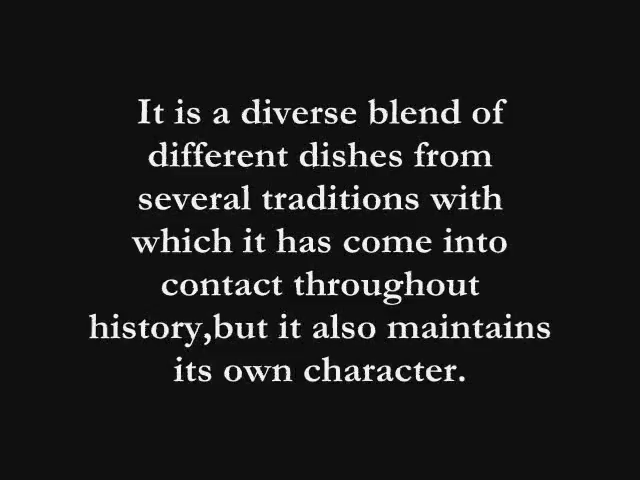 It is a diverse blend of
different dishes from
several traditions with
which it has come into
contact throughout
history,but it also maintains
its own character.